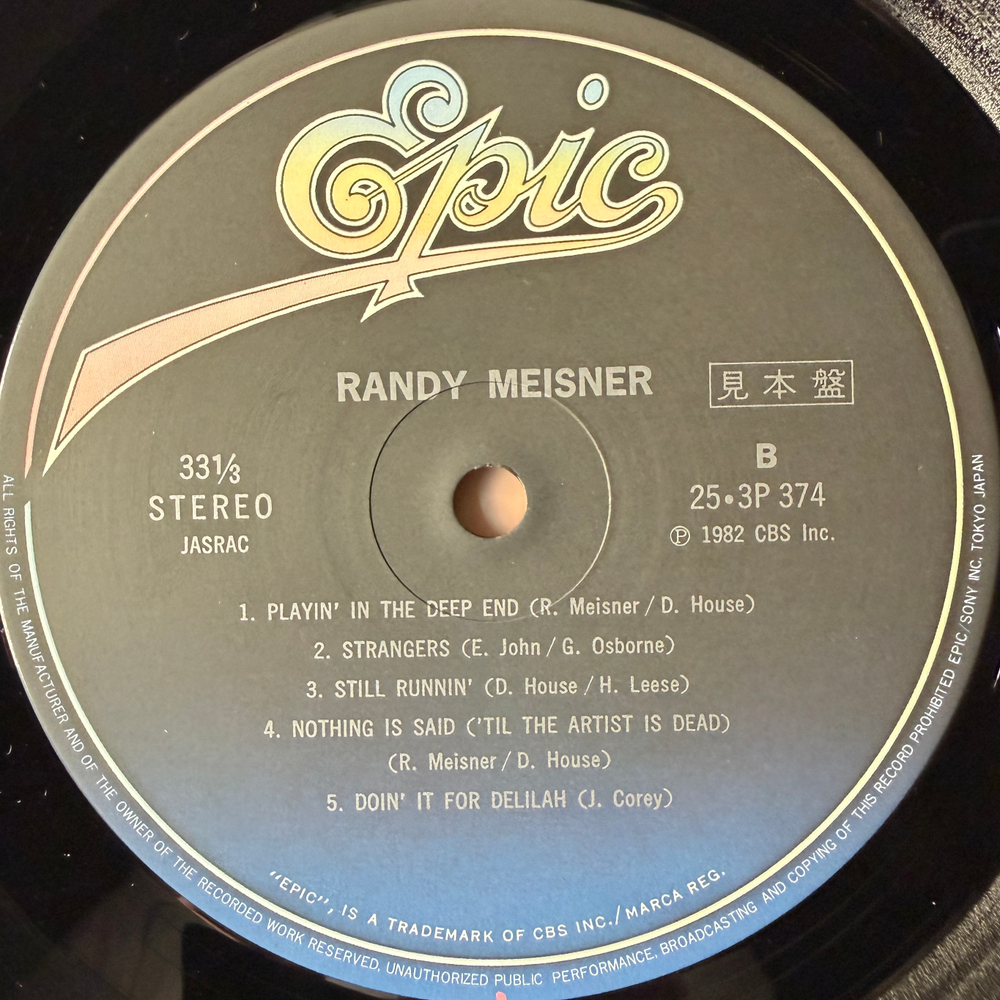 Epic
RANDY MEISNER
見本盤
33⅓
STEREO
JASRAC
B
25•3P 374
Ⓟ 1982 CBS Inc.
1. PLAYIN' IN THE DEEP END (R. Meisner / D. House)
2. STRANGERS (E. John / G. Osborne)
3. STILL RUNNIN' (D. House / H. Leese)
4. NOTHING IS SAID ('TIL THE ARTIST IS DEAD)
(R. Meisner / D. House)
5. DOIN' IT FOR DELILAH (J. Corey)
"EPIC", IS A TRADEMARK OF CBS INC./MARCA REG.
ALL RIGHTS OF THE MANUFACTURER AND OF THE OWNER OF THE RECORDED WORK RESERVED. UNAUTHORIZED PUBLIC PERFORMANCE, BROADCASTING AND COPYING OF THIS RECORD PROHIBITED EPIC/SONY INC. TOKYO JAPAN